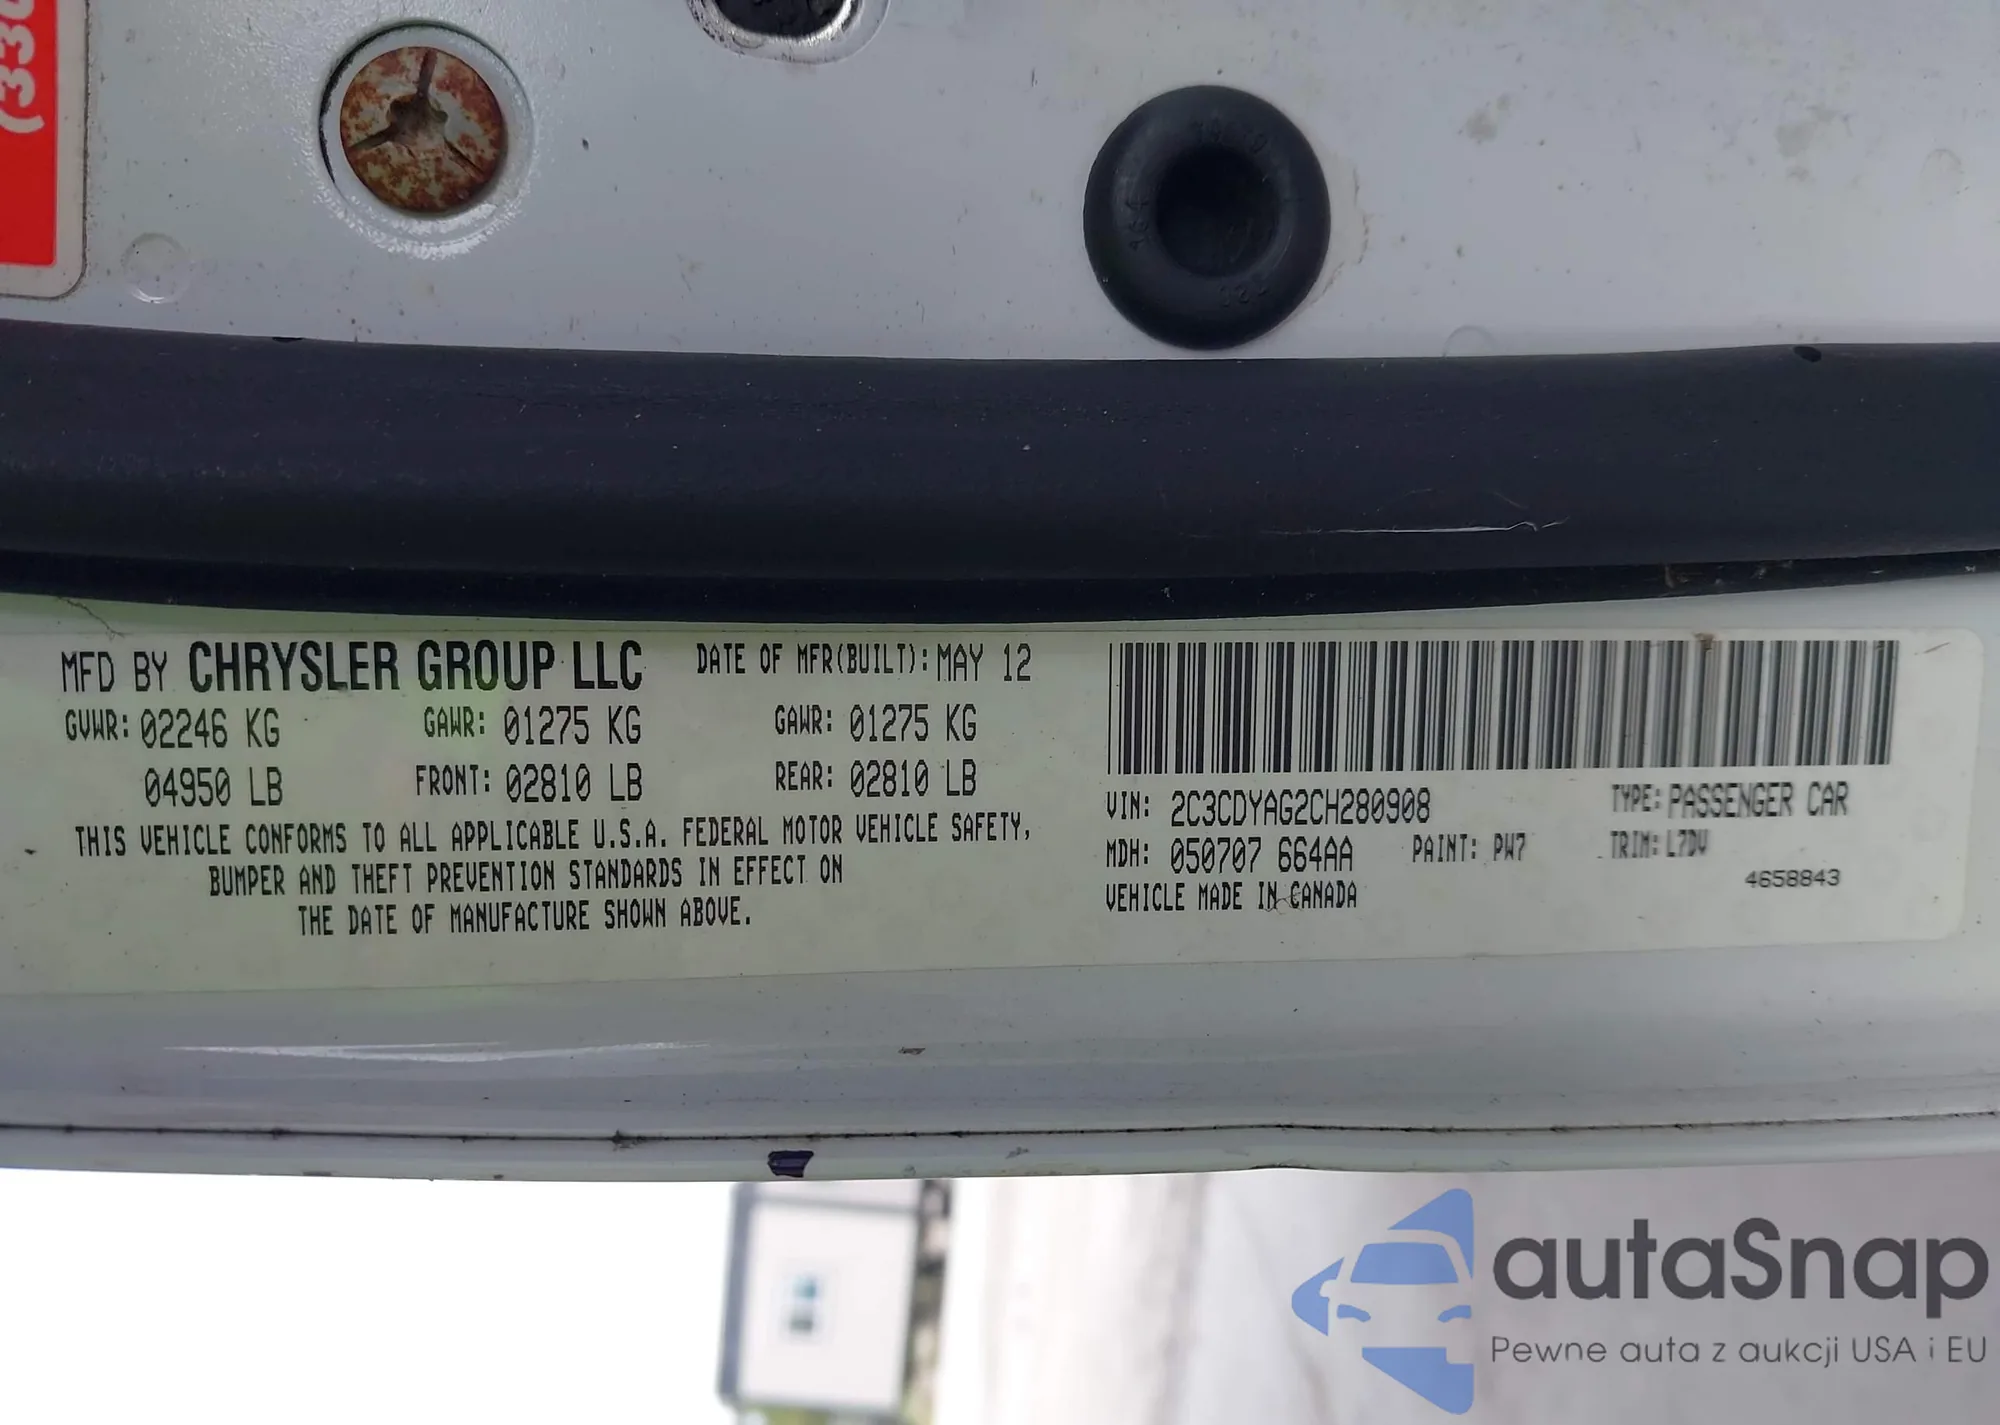 (330
MFD BY CHRYSLER GROUP LLC DATE OF MFR(BUILT): MAY 12
GVWR: 02246 KG GAWR: 01275 KG GAWR: 01275 KG
04950 LB FRONT: 02810 LB REAR: 02810 LB
THIS VEHICLE CONFORMS TO ALL APPLICABLE U.S.A. FEDERAL MOTOR VEHICLE SAFETY,
BUMPER AND THEFT PREVENTION STANDARDS IN EFFECT ON
THE DATE OF MANUFACTURE SHOWN ABOVE.
VIN: 2C3CDYAG2CH280908 TYPE: PASSENGER CAR
MDH: 050707 664AA PAINT: PW7 TRIM: L7DV
VEHICLE MADE IN CANADA 4658843
autaSnap
Pewne auta z aukcji USA i EU